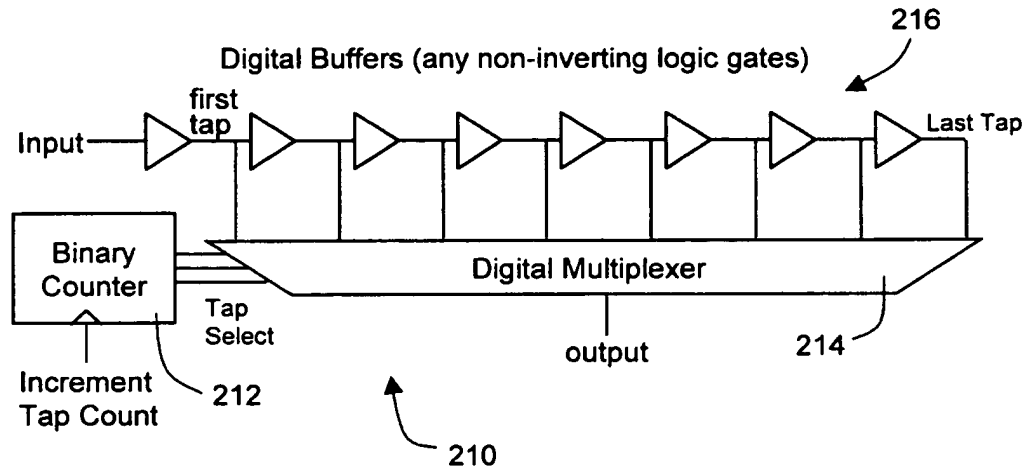 216
Digital Buffers (any non-inverting logic gates)
first
tap
Input
Last Tap
Binary
Counter
Digital Multiplexer
Tap
Select
output
214
Increment
Tap Count
212
210